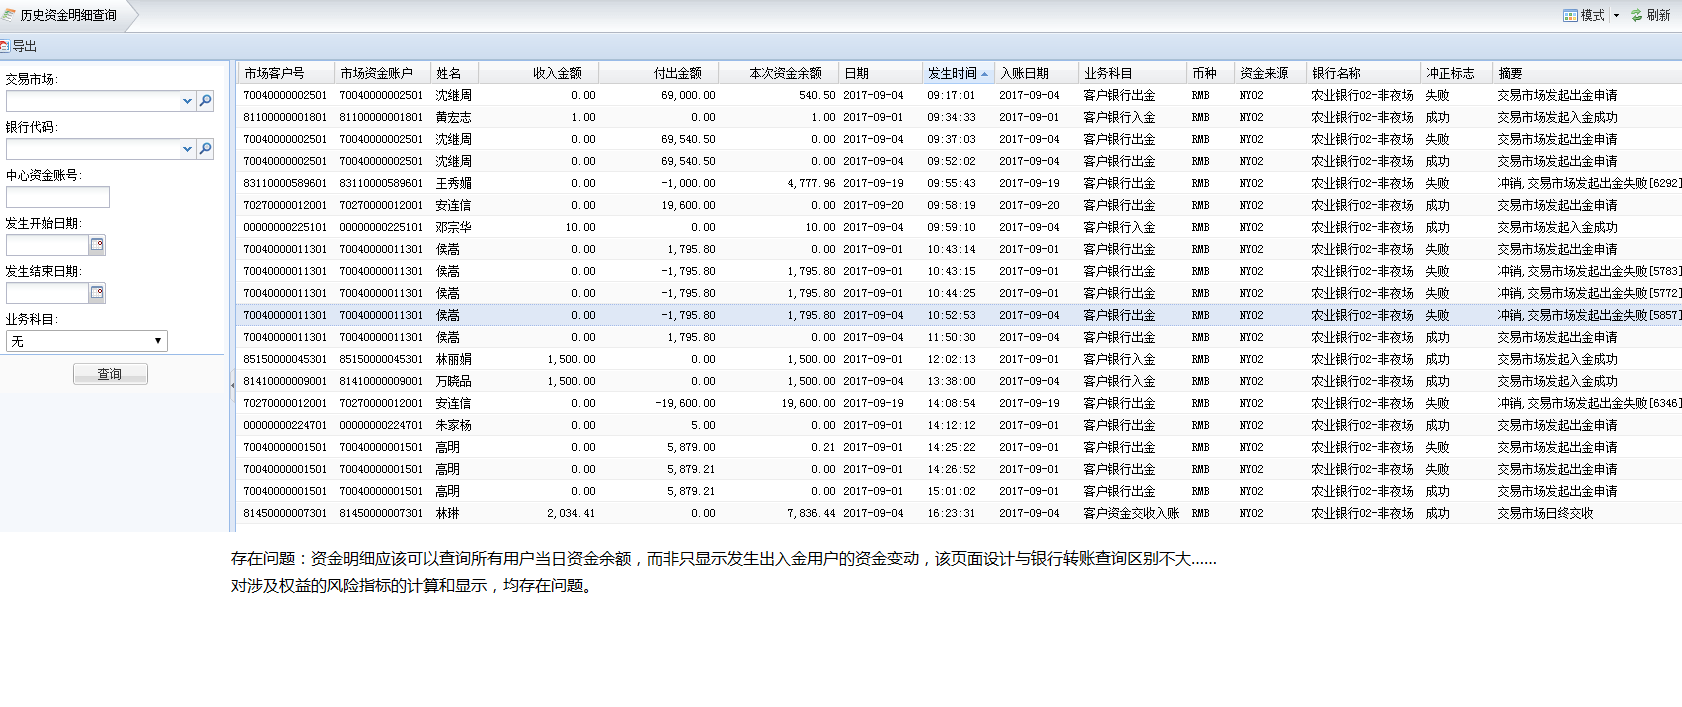 历史资金明细查询
模式 刷新
导出
交易市场:
银行代码:
中心资金账号:
发生开始日期:
发生结束日期:
业务科目:
无
查询
市场客户号 市场资金账户 姓名 收入金额 付出金额 本次资金余额 日期 发生时间 入账日期 业务科目 币种 资金来源 银行名称 冲正标志 摘要
70040000002501 70040000002501 沈继周 0.00 69,000.00 540.50 2017-09-04 09:17:01 2017-09-04 客户银行出金 RMB NY02 农业银行02-非夜场 失败 交易市场发起出金申请
81100000001801 81100000001801 黄宏志 1.00 0.00 1.00 2017-09-01 09:34:33 2017-09-01 客户银行入金 RMB NY02 农业银行02-非夜场 成功 交易市场发起入金成功
70040000002501 70040000002501 沈继周 0.00 69,540.50 0.00 2017-09-04 09:37:03 2017-09-04 客户银行出金 RMB NY02 农业银行02-非夜场 失败 交易市场发起出金申请
70040000002501 70040000002501 沈继周 0.00 69,540.50 0.00 2017-09-04 09:52:02 2017-09-04 客户银行出金 RMB NY02 农业银行02-非夜场 成功 交易市场发起出金申请
83110000589601 83110000589601 王秀媚 0.00 -1,000.00 4,777.96 2017-09-19 09:55:43 2017-09-19 客户银行出金 RMB NY02 农业银行02-非夜场 失败 冲销,交易市场发起出金失败[6292]
70270000012001 70270000012001 安连信 0.00 19,600.00 0.00 2017-09-20 09:58:19 2017-09-20 客户银行出金 RMB NY02 农业银行02-非夜场 成功 交易市场发起出金申请
00000000225101 00000000225101 邓宗华 10.00 0.00 10.00 2017-09-01 09:59:10 2017-09-01 客户银行入金 RMB NY02 农业银行02-非夜场 成功 交易市场发起入金成功
70040000011301 70040000011301 侯嵩 0.00 1,795.80 0.00 2017-09-01 10:43:14 2017-09-01 客户银行出金 RMB NY02 农业银行02-非夜场 失败 交易市场发起出金申请
70040000011301 70040000011301 侯嵩 0.00 -1,795.80 1,795.80 2017-09-01 10:43:15 2017-09-01 客户银行出金 RMB NY02 农业银行02-非夜场 失败 冲销,交易市场发起出金失败[5783]
70040000011301 70040000011301 侯嵩 0.00 -1,795.80 1,795.80 2017-09-01 10:44:25 2017-09-01 客户银行出金 RMB NY02 农业银行02-非夜场 失败 冲销,交易市场发起出金失败[5772]
70040000011301 70040000011301 侯嵩 0.00 -1,795.80 1,795.80 2017-09-04 10:52:53 2017-09-04 客户银行出金 RMB NY02 农业银行02-非夜场 失败 冲销,交易市场发起出金失败[5857]
70040000011301 70040000011301 侯嵩 0.00 1,795.80 0.00 2017-09-04 11:50:30 2017-09-04 客户银行出金 RMB NY02 农业银行02-非夜场 成功 交易市场发起出金申请
85150000045301 85150000045301 林丽娟 1,500.00 0.00 1,500.00 2017-09-01 12:02:13 2017-09-01 客户银行入金 RMB NY02 农业银行02-非夜场 成功 交易市场发起入金成功
81410000009001 81410000009001 万晓品 1,500.00 0.00 1,500.00 2017-09-04 13:38:00 2017-09-04 客户银行入金 RMB NY02 农业银行02-非夜场 成功 交易市场发起入金成功
70270000012001 70270000012001 安连信 0.00 -19,600.00 19,600.00 2017-09-19 14:08:54 2017-09-19 客户银行出金 RMB NY02 农业银行02-非夜场 失败 冲销,交易市场发起出金失败[6346]
00000000224701 00000000224701 朱家杨 0.00 5.00 0.00 2017-09-01 14:12:12 2017-09-01 客户银行出金 RMB NY02 农业银行02-非夜场 成功 交易市场发起出金申请
70040000001501 70040000001501 高明 0.00 5,879.00 0.21 2017-09-01 14:25:22 2017-09-01 客户银行出金 RMB NY02 农业银行02-非夜场 失败 交易市场发起出金申请
70040000001501 70040000001501 高明 0.00 5,879.21 0.00 2017-09-01 14:26:52 2017-09-01 客户银行出金 RMB NY02 农业银行02-非夜场 失败 交易市场发起出金申请
70040000001501 70040000001501 高明 0.00 5,879.21 0.00 2017-09-01 15:01:02 2017-09-01 客户银行出金 RMB NY02 农业银行02-非夜场 成功 交易市场发起出金申请
81450000007301 81450000007301 林琳 2,034.41 0.00 7,836.44 2017-09-04 16:23:31 2017-09-04 客户资金交收入账 RMB NY02 农业银行02-非夜场 成功 交易市场日终交收
存在问题：资金明细应该可以查询所有用户当日资金余额，而非只显示发生出入金用户的资金变动，该页面设计与银行转账查询区别不大......
对涉及权益的风险指标的计算和显示，均存在问题。